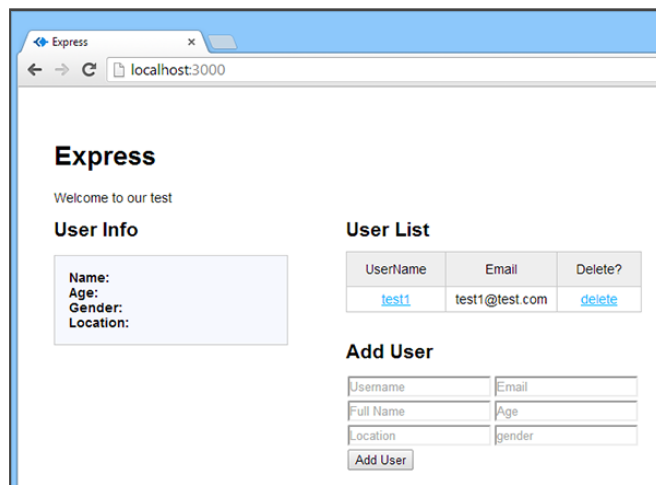 Express
localhost:3000
Express
Welcome to our test
User Info
Name:
Age:
Gender:
Location:
User List
UserName Email Delete?
test1 test1@test.com delete
Add User
Username Email
Full Name Age
Location gender
Add User